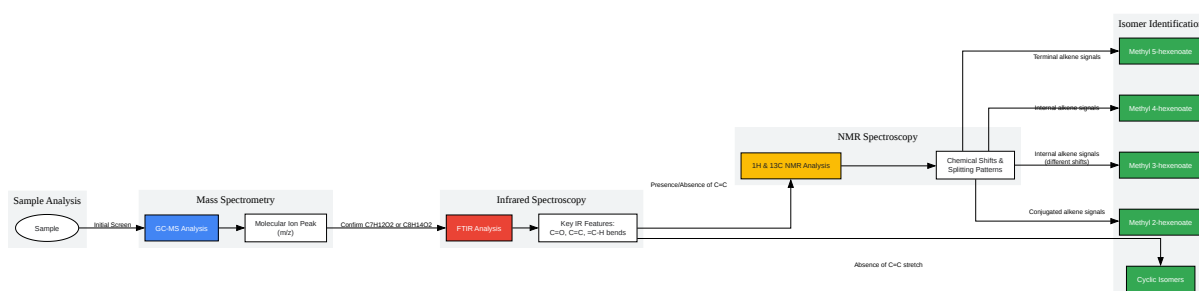 Isomer Identificatio
Methyl 5-hexenoate
Terminal alkene signals
Methyl 4-hexenoate
Internal alkene signals
NMR Spectroscopy
1H & 13C NMR Analysis
Chemical Shifts &
Splitting Patterns
Internal alkene signals
(different shifts)
Methyl 3-hexenoate
Presence/Absence of C=C
Sample Analysis
Mass Spectrometry
Infrared Spectroscopy
Sample
Initial Screen
GC-MS Analysis
Molecular Ion Peak
(m/z)
Confirm C7H12O2 or C8H14O2
FTIR Analysis
Key IR Features:
C=O, C=C, =C-H bends
Conjugated alkene signals
Methyl 2-hexenoate
Absence of C=C stretch
Cyclic Isomers